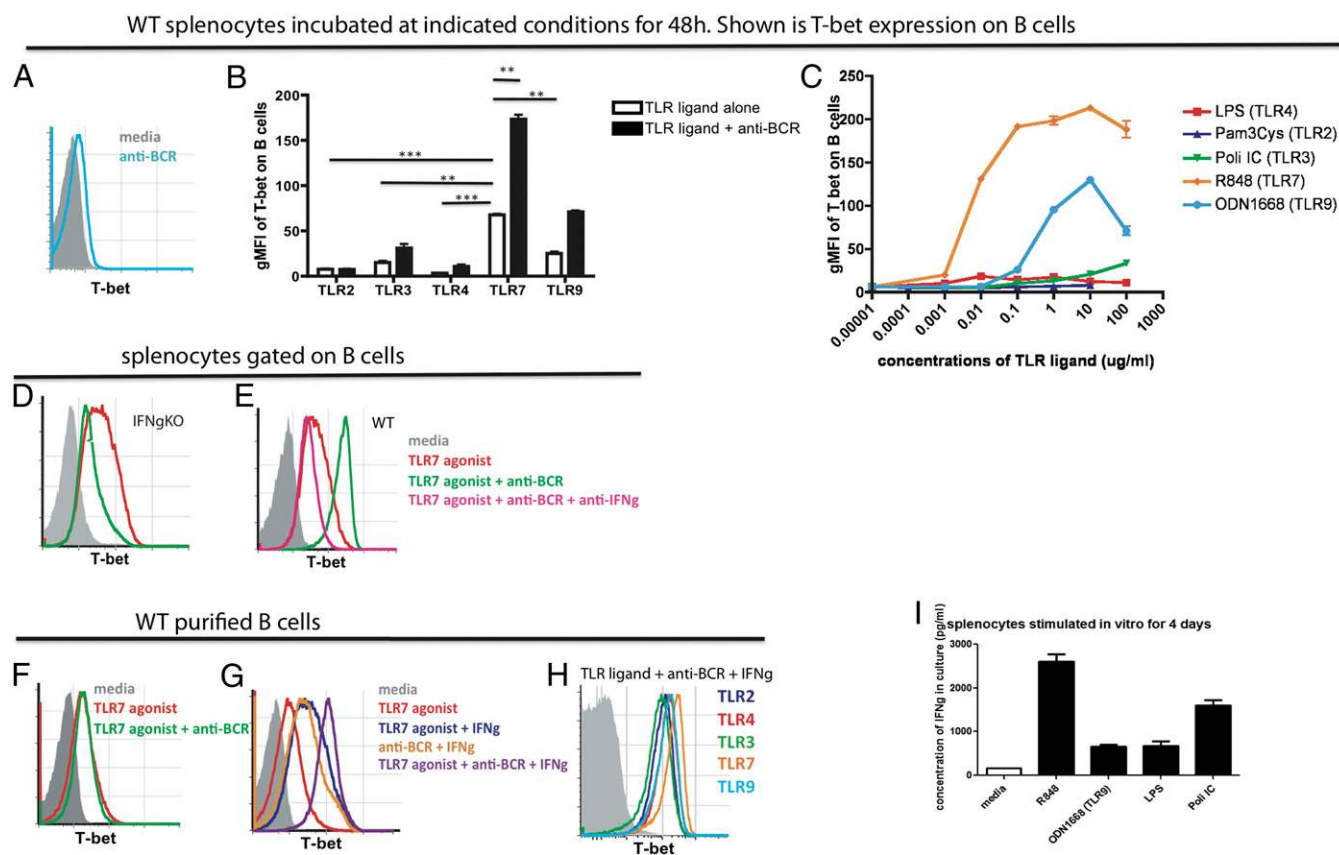 WT splenocytes incubated at indicated conditions for 48h. Shown is T-bet expression on B cells
A
media
anti-BCR
T-bet
B
gMFI of T-bet on B cells
200
150
100
50
0
**
**
***
**
***
TLR2 TLR3 TLR4 TLR7 TLR9
TLR ligand alone
TLR ligand + anti-BCR
C
gMFI of T bet on B cells
250
200
150
100
50
0
0.00001 0.0001 0.001 0.01 0.1 1 10 100 1000
concentrations of TLR ligand (ug/ml)
LPS (TLR4)
Pam3Cys (TLR2)
Poli IC (TLR3)
R848 (TLR7)
ODN1668 (TLR9)
splenocytes gated on B cells
D
IFNgKO
T-bet
E
WT
T-bet
media
TLR7 agonist
TLR7 agonist + anti-BCR
TLR7 agonist + anti-BCR + anti-IFNg
WT purified B cells
F
media
TLR7 agonist
TLR7 agonist + anti-BCR
T-bet
G
media
TLR7 agonist
TLR7 agonist + IFNg
anti-BCR + IFNg
TLR7 agonist + anti-BCR + IFNg
T-bet
H
TLR ligand + anti-BCR + IFNg
TLR2
TLR4
TLR3
TLR7
TLR9
T-bet
I
splenocytes stimulated in vitro for 4 days
concentration of IFNg in culture (pg/ml)
3000
2000
1000
0
media R848 ODN1668 (TLR9) LPS Poli IC